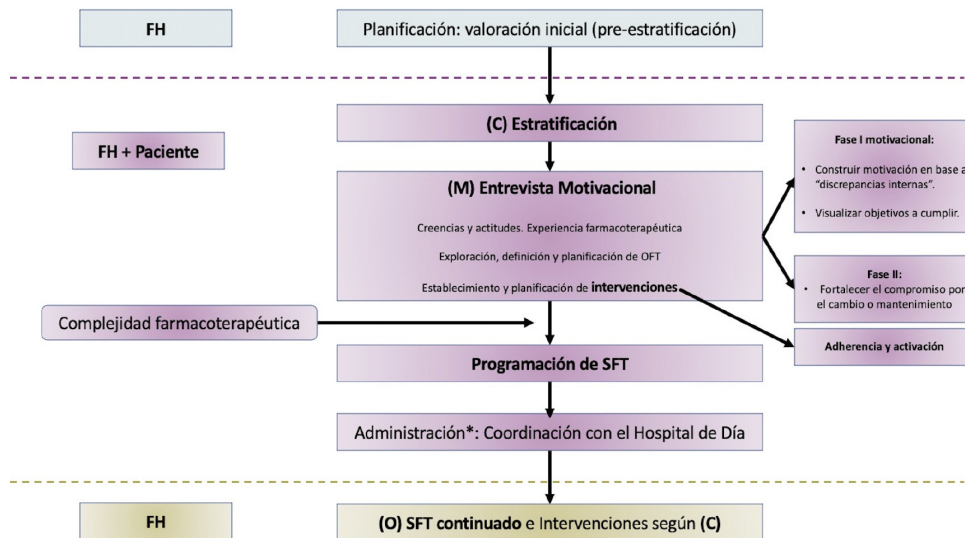 FH
Planificación: valoración inicial (pre-estratificación)
(C) Estratificación
FH + Paciente
(M) Entrevista Motivacional
Creencias y actitudes. Experiencia farmacoterapéutica
Exploración, definición y planificación de OFT
Establecimiento y planificación de intervenciones
Fase I motivacional:
• Construir motivación en base a
“discrepancias internas”.
• Visualizar objetivos a cumplir.
Fase II:
• Fortalecer el compromiso por
el cambio o mantenimiento
Adherencia y activación
Complejidad farmacoterapéutica
Programación de SFT
Administración*: Coordinación con el Hospital de Día
FH
(O) SFT continuado e Intervenciones según (C)